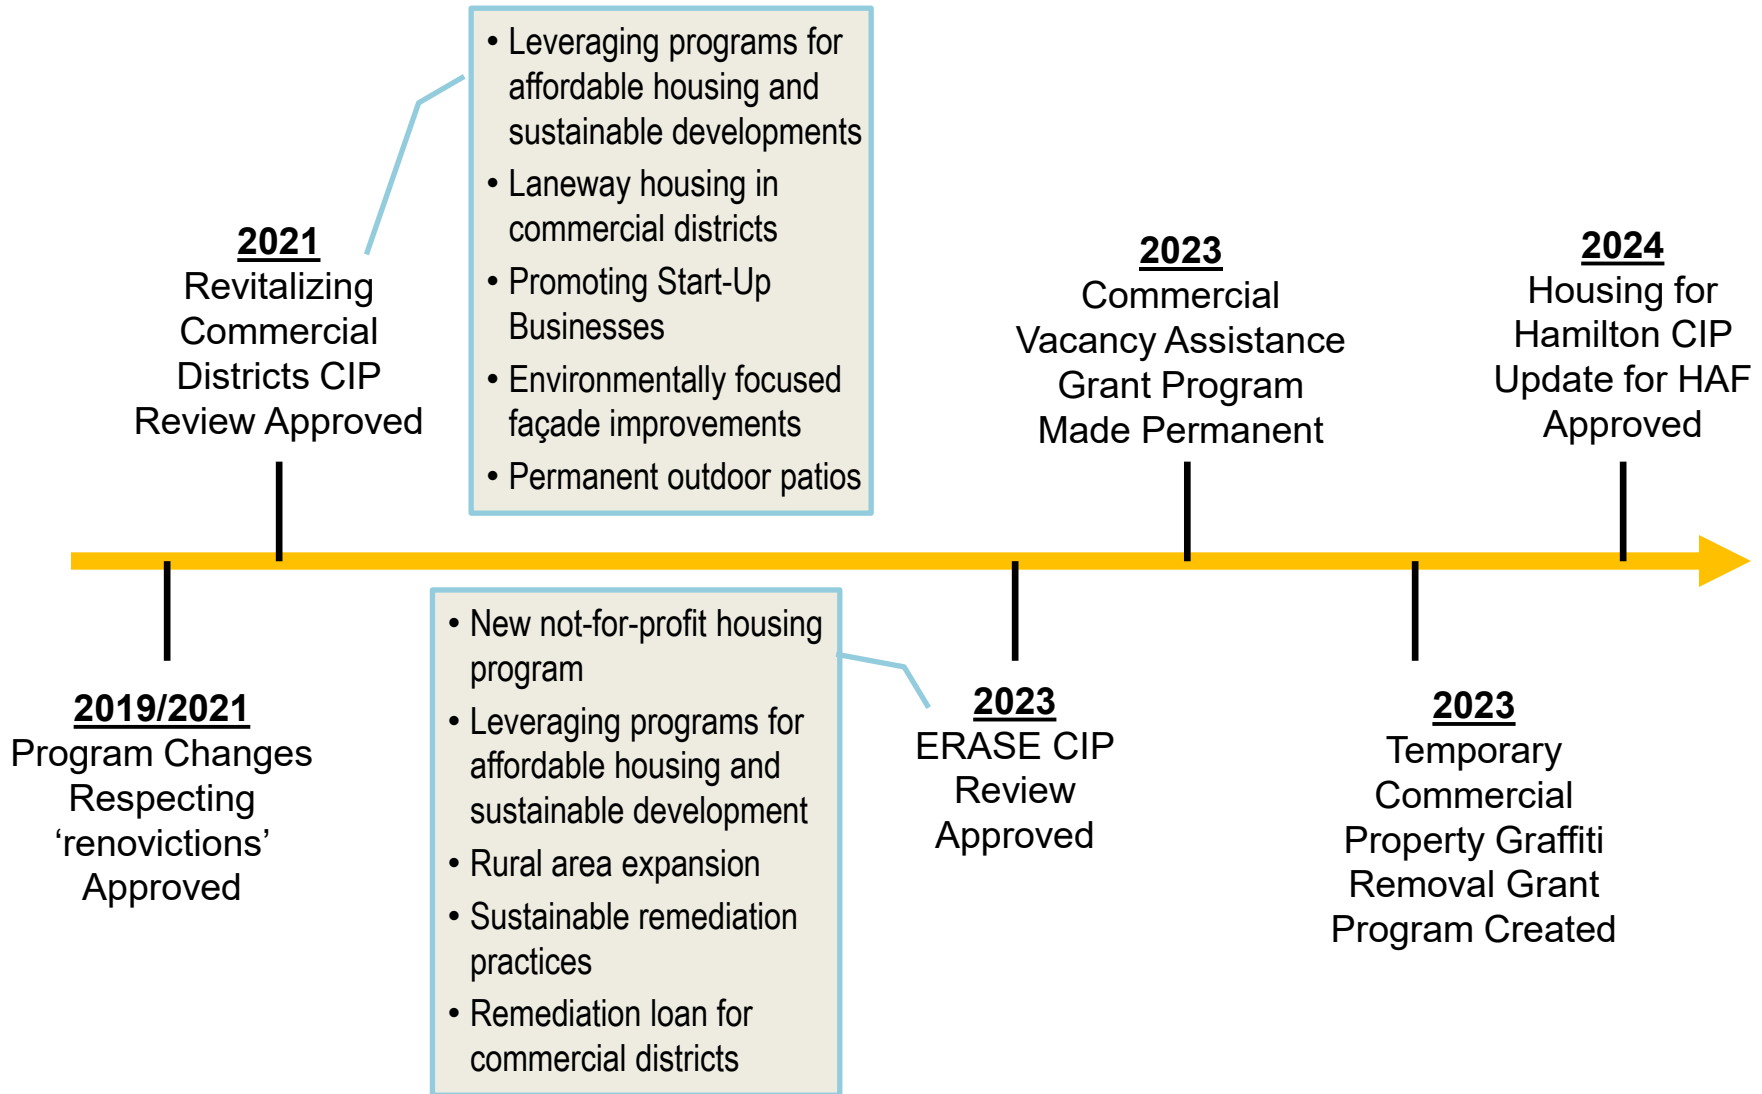 • Leveraging programs for
affordable housing and
sustainable developments
• Laneway housing in
commercial districts
• Promoting Start-Up
Businesses
• Environmentally focused
façade improvements
• Permanent outdoor patios
2021
Revitalizing
Commercial
Districts CIP
Review Approved
2023
Commercial
Vacancy Assistance
Grant Program
Made Permanent
2024
Housing for
Hamilton CIP
Update for HAF
Approved
2019/2021
Program Changes
Respecting
‘renovictions’
Approved
• New not-for-profit housing
program
• Leveraging programs for
affordable housing and
sustainable development
• Rural area expansion
• Sustainable remediation
practices
• Remediation loan for
commercial districts
2023
ERASE CIP
Review
Approved
2023
Temporary
Commercial
Property Graffiti
Removal Grant
Program Created